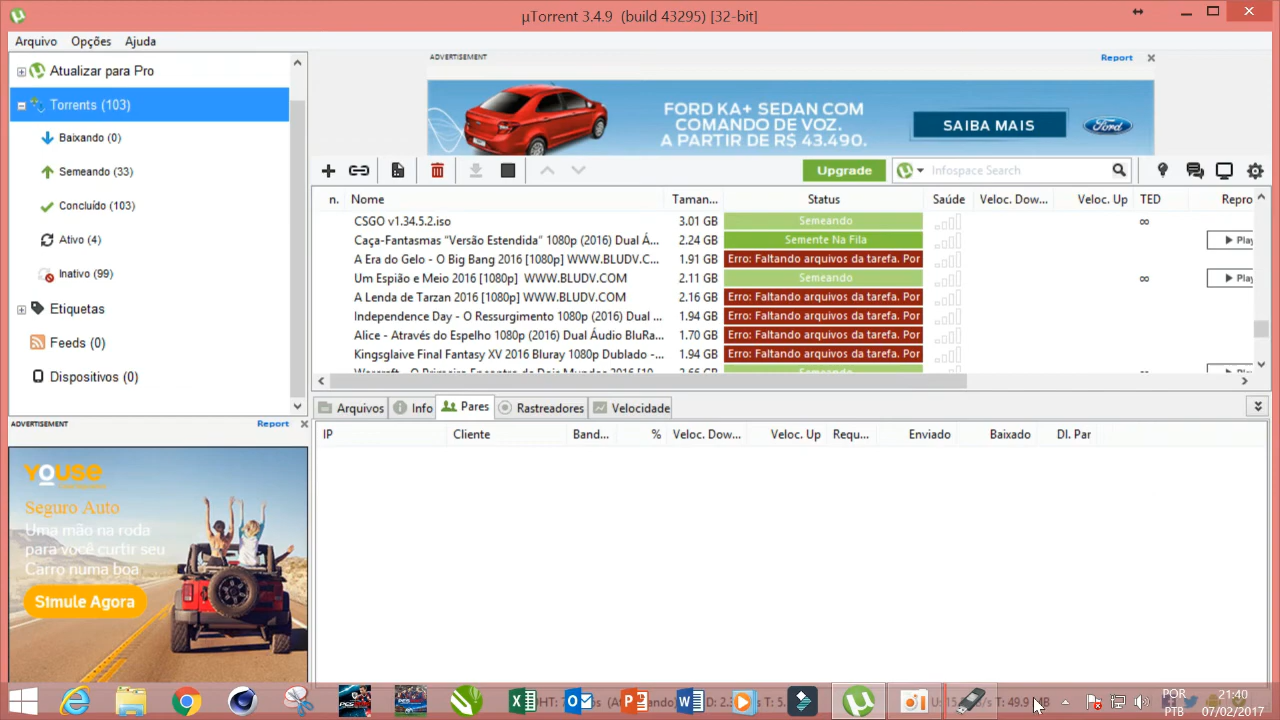 µTorrent 3.4.9 (build 43295) [32-bit]
Arquivo Opções Ajuda
Atualizar para Pro
Torrents (103)
Baixando (0)
Semeando (33)
Concluído (103)
Ativo (4)
Inativo (99)
Etiquetas
Feeds (0)
Dispositivos (0)
ADVERTISEMENT Report
Youse
Seguro Auto
Uma mão na roda
para você curtir seu
Carro numa boa
Simule Agora
ADVERTISEMENT Report
FORD KA+ SEDAN COM
COMANDO DE VOZ.
A PARTIR DE R$ 43.490.
SAIBA MAIS
Ford
Upgrade Infospace Search
n. Nome Taman... Status Saúde Veloc. Dow... Veloc. Up TED Repro
CSGO v1.34.5.2.iso 3.01 GB Semeando ∞
Caça-Fantasmas “Versão Estendida” 1080p (2016) Dual Á... 2.24 GB Semente Na Fila Play
A Era do Gelo - O Big Bang 2016 [1080p] WWW.BLUDV.C... 1.91 GB Erro: Faltando arquivos da tarefa. Por
Um Espião e Meio 2016 [1080p] WWW.BLUDV.COM 2.11 GB Semeando ∞ Play
A Lenda de Tarzan 2016 [1080p] WWW.BLUDV.COM 2.16 GB Erro: Faltando arquivos da tarefa. Por
Independence Day - O Ressurgimento 1080p (2016) Dual ... 1.94 GB Erro: Faltando arquivos da tarefa. Por
Alice - Através do Espelho 1080p (2016) Dual Áudio BluRa... 1.70 GB Erro: Faltando arquivos da tarefa. Por
Kingsglaive Final Fantasy XV 2016 Bluray 1080p Dublado -... 1.94 GB Erro: Faltando arquivos da tarefa. Por
Arquivos Info Pares Rastreadores Velocidade
IP Cliente Band... % Veloc. Dow... Veloc. Up Requ... Enviado Baixado Dl. Par
POR
PTB
21:40
07/02/2017